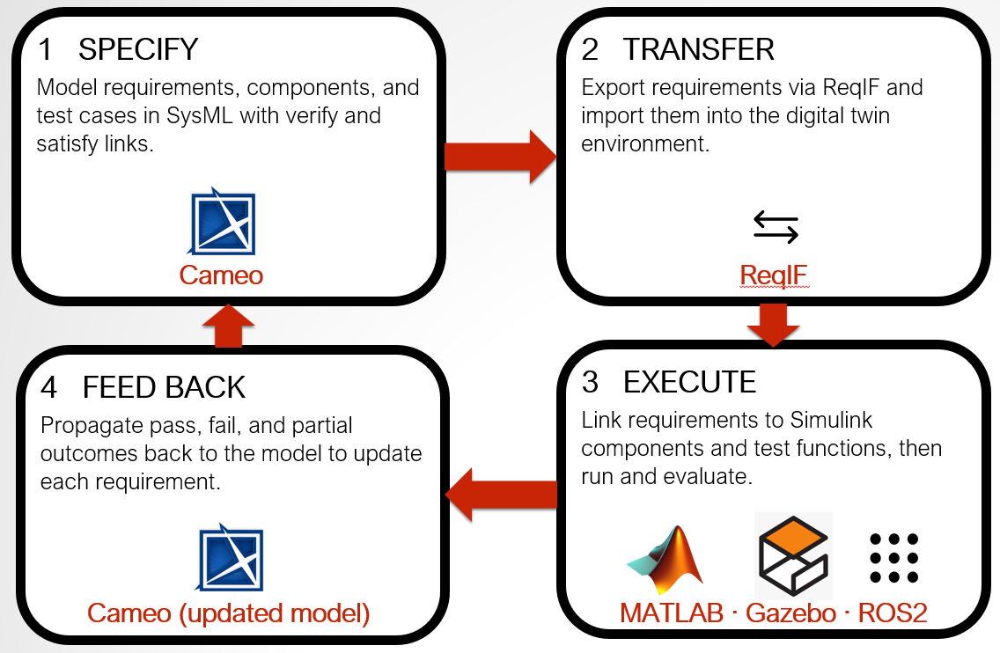 1 SPECIFY
Model requirements, components, and
test cases in SysML with verify and
satisfy links.
Cameo
2 TRANSFER
Export requirements via ReqIF and
import them into the digital twin
environment.
ReqIF
3 EXECUTE
Link requirements to Simulink
components and test functions, then
run and evaluate.
MATLAB · Gazebo · ROS2
4 FEED BACK
Propagate pass, fail, and partial
outcomes back to the model to update
each requirement.
Cameo (updated model)